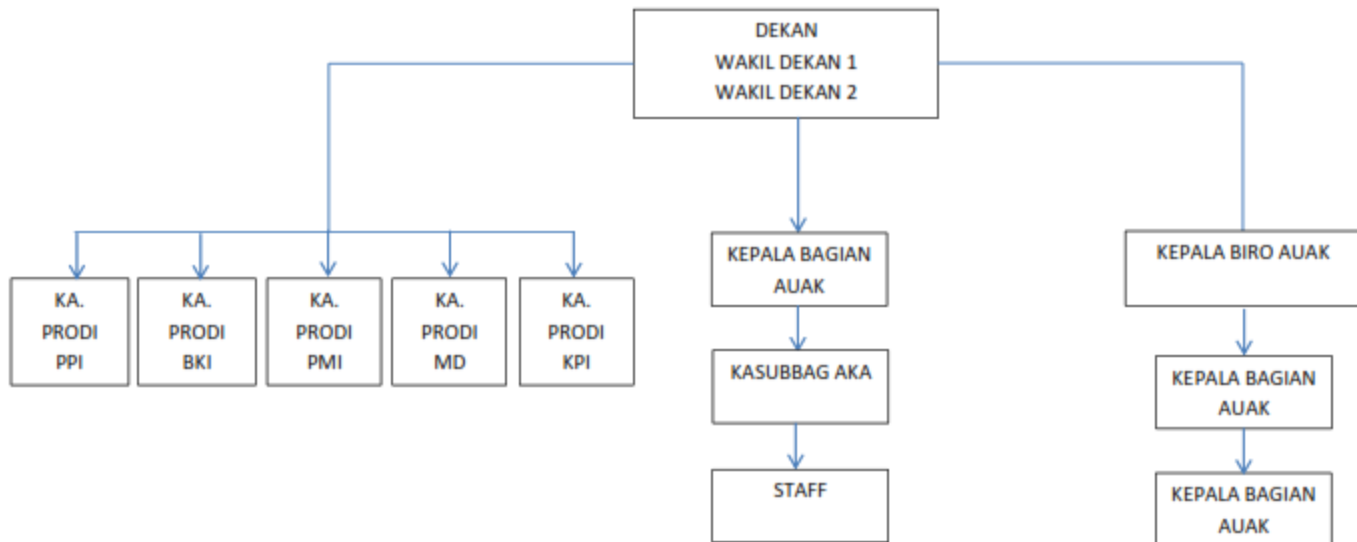 DEKAN
WAKIL DEKAN 1
WAKIL DEKAN 2
KA.
PRODI
PPI
KA.
PRODI
BKI
KA.
PRODI
PMI
KA.
PRODI
MD
KA.
PRODI
KPI
KEPALA BAGIAN
AUAK
KASUBBAG AKA
STAFF
KEPALA BIRO AUAK
KEPALA BAGIAN
AUAK
KEPALA BAGIAN
AUAK